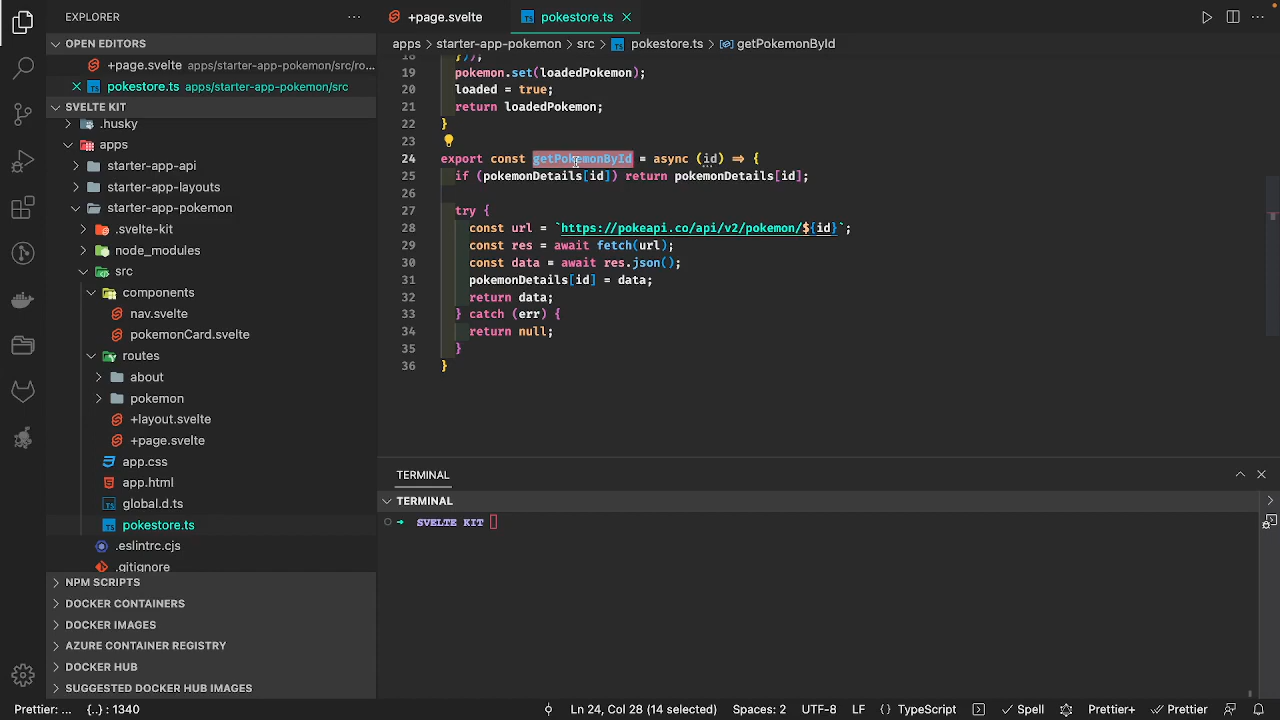 EXPLORER
OPEN EDITORS
+page.svelte apps/starter-app-pokemon/src/ro...
pokestore.ts apps/starter-app-pokemon/src
SVELTE KIT
.husky
apps
starter-app-api
starter-app-layouts
starter-app-pokemon
.svelte-kit
node_modules
src
components
nav.svelte
pokemonCard.svelte
routes
about
pokemon
+layout.svelte
+page.svelte
app.css
app.html
global.d.ts
TS pokestore.ts
.eslintrc.cjs
.gitignore
NPM SCRIPTS
DOCKER CONTAINERS
DOCKER IMAGES
AZURE CONTAINER REGISTRY
DOCKER HUB
SUGGESTED DOCKER HUB IMAGES
+page.svelte TS pokestore.ts
apps > starter-app-pokemon > src > TS pokestore.ts > getPokemonById
18 }));
19 pokemon.set(loadedPokemon);
20 loaded = true;
21 return loadedPokemon;
22 }
23
24 export const getPokemonById = async (id) => {
25 if (pokemonDetails[id]) return pokemonDetails[id];
26
27 try {
28 const url = `https://pokeapi.co/api/v2/pokemon/${id}`;
29 const res = await fetch(url);
30 const data = await res.json();
31 pokemonDetails[id] = data;
32 return data;
33 } catch (err) {
34 return null;
35 }
36 }
TERMINAL
TERMINAL
➜ SVELTE KIT
Prettier: ... {..} : 1340 Ln 24, Col 28 (14 selected) Spaces: 2 UTF-8 LF {} TypeScript Spell Prettier+ Prettier